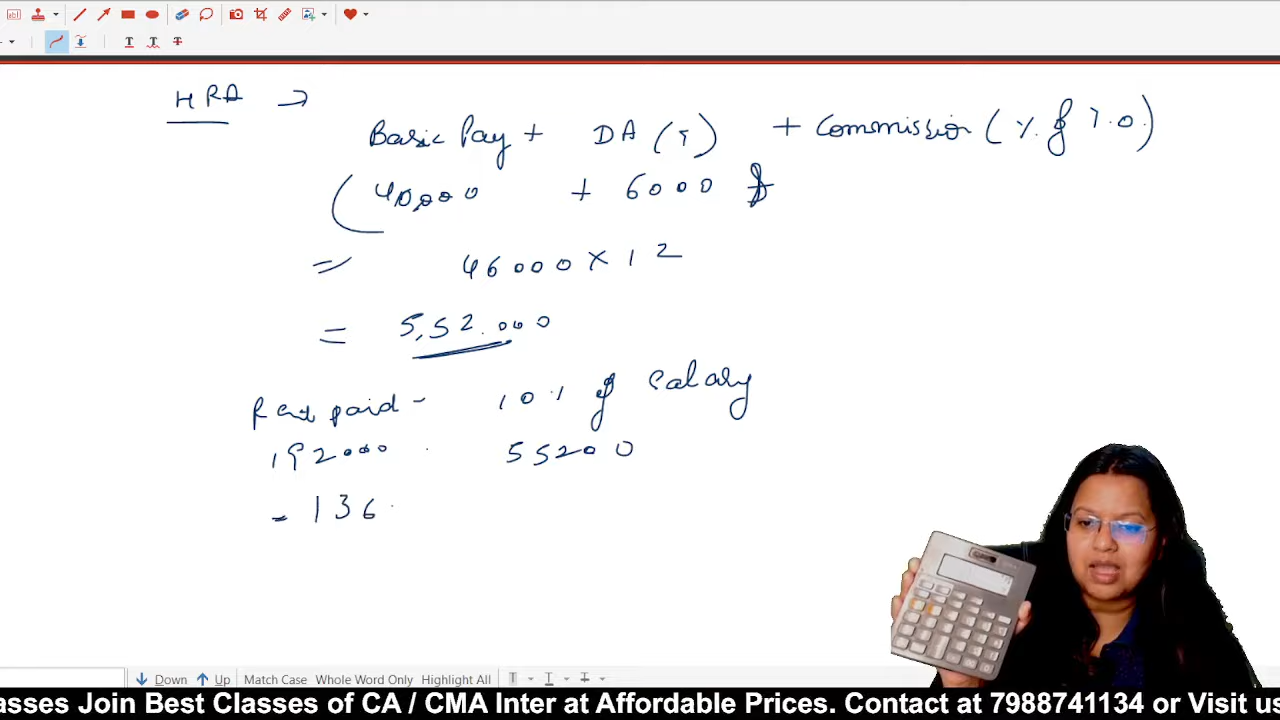 HRA →
Basic Pay + DA (T) + Commission (% of T.O.)
(40,000 + 6000
= 46000 × 12
= 5,52,000
Rent paid - 10% of salary
192000 - 55200
= 136
Down Up Match Case Whole Word Only Highlight All
asses Join Best Classes of CA / CMA Inter at Affordable Prices. Contact at 7988741134 or Visit us